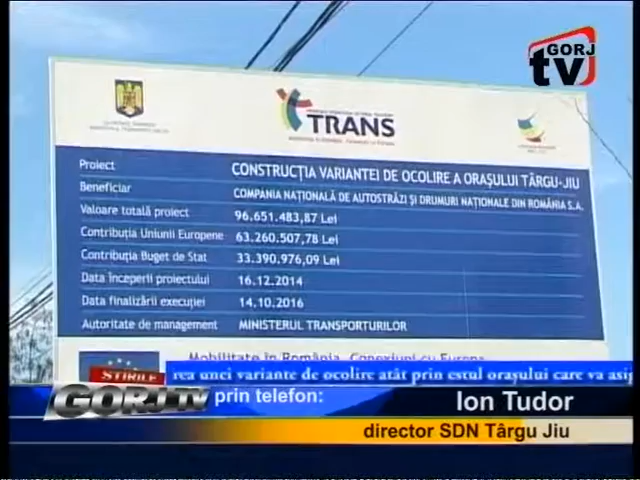 GORJ
tv
TRANS
Proiect CONSTRUCȚIA VARIANTEI DE OCOLIRE A ORAȘULUI TÂRGU-JIU
Beneficiar COMPANIA NAȚIONALĂ DE AUTOSTRĂZI ȘI DRUMURI NAȚIONALE DIN ROMÂNIA S.A.
Valoare totală proiect 96.651.483,87 Lei
Contribuția Uniunii Europene 63.260.507,78 Lei
Contribuția Buget de Stat 33.390.976,09 Lei
Data începerii proiectului 16.12.2014
Data finalizării execuției 14.10.2016
Autoritate de management MINISTERUL TRANSPORTURILOR
Mobilitate în România. Conexiuni cu Europa
STIRILE
rea unei variante de ocolire atât prin estul orașului care va asig
GORJ TV prin telefon: Ion Tudor
director SDN Târgu Jiu